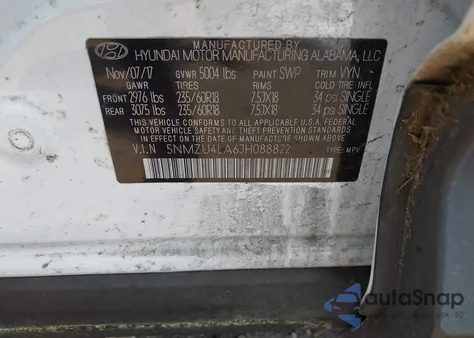 HYUNDAI MOTOR MANUFACTURING ALABAMA, LLC
Nov/07/17 GVWR 5004 lbs PAINT SWP TRIM VYN
GAWR TIRES RIMS COLD TIRE INFL
FRONT 2976 lbs 235/60R18 7.5JX18 34 psi SINGLE
REAR 3075 lbs 235/60R18 7.5JX18 34 psi SINGLE
THIS VEHICLE CONFORMS TO ALL APPLICABLE U.S. FEDERAL
MOTOR VEHICLE SAFETY AND THEFT PREVENTION STANDARDS
IN EFFECT ON THE DATE OF MANUFACTURE SHOWN ABOVE
V.I.N 5NMZU4LA6JH088822 TYPE: MPV
autoSnap